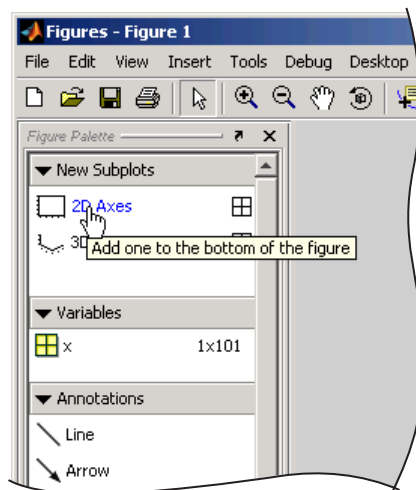 Figures - Figure 1
File Edit View Insert Tools Debug Desktop
Figure Palette
New Subplots
2D Axes
3D
Add one to the bottom of the figure
Variables
x 1x101
Annotations
Line
Arrow